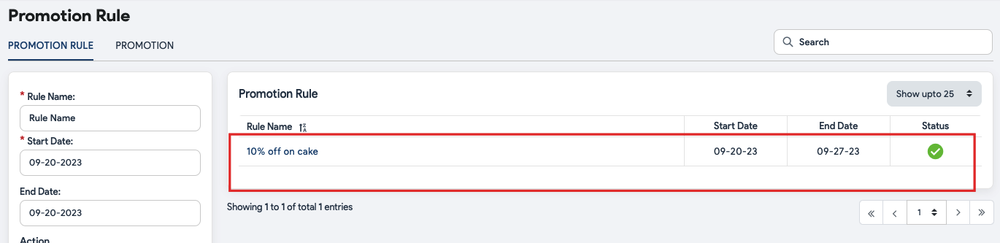 Promotion Rule
PROMOTION RULE PROMOTION
Search
* Rule Name:
Rule Name
* Start Date:
09-20-2023
End Date:
09-20-2023
Action
Promotion Rule
Show upto 25
Rule Name Start Date End Date Status
10% off on cake 09-20-23 09-27-23
Showing 1 to 1 of total 1 entries
« ‹ 1 › »